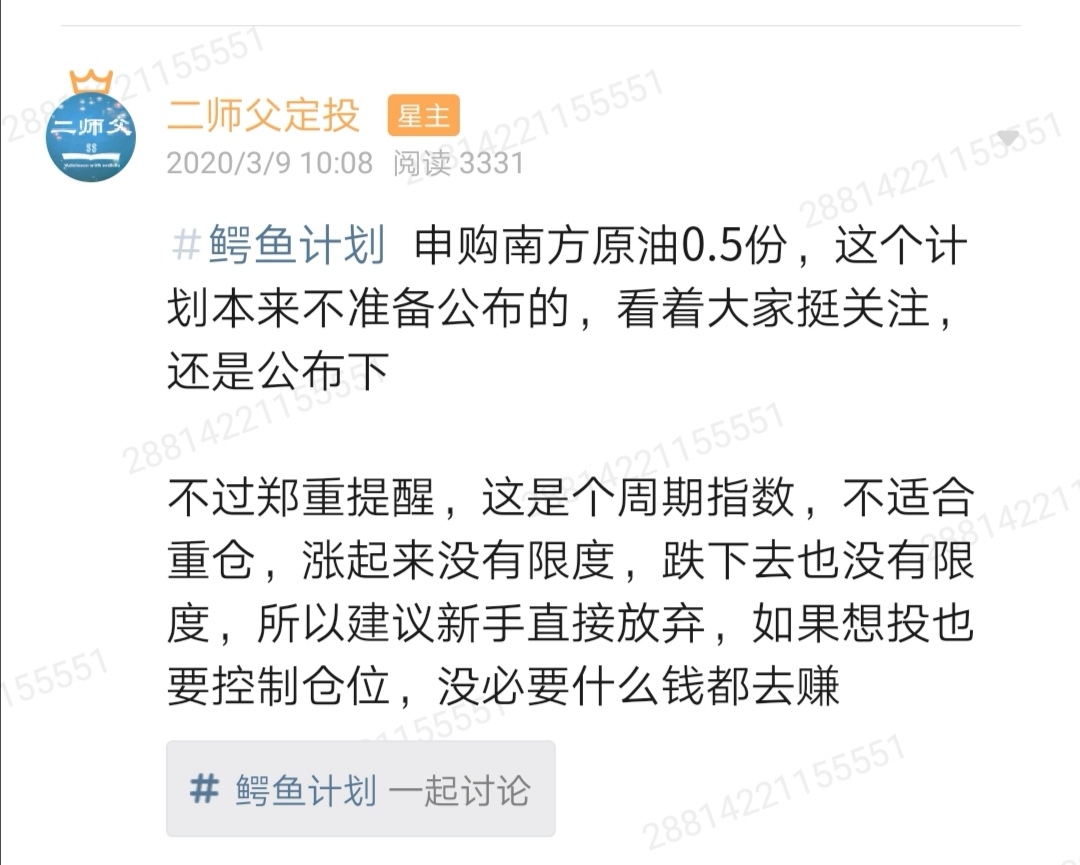 二师父定投 星主
2020/3/9 10:08 阅读 3331
二师父
#鳄鱼计划 申购南方原油0.5份，这个计
划本来不准备公布的，看着大家挺关注，
还是公布下
不过郑重提醒，这是个周期指数，不适合
重仓，涨起来没有限度，跌下去也没有限
度，所以建议新手直接放弃，如果想投也
要控制仓位，没必要什么钱都去赚
# 鳄鱼计划 一起讨论
28814221155551